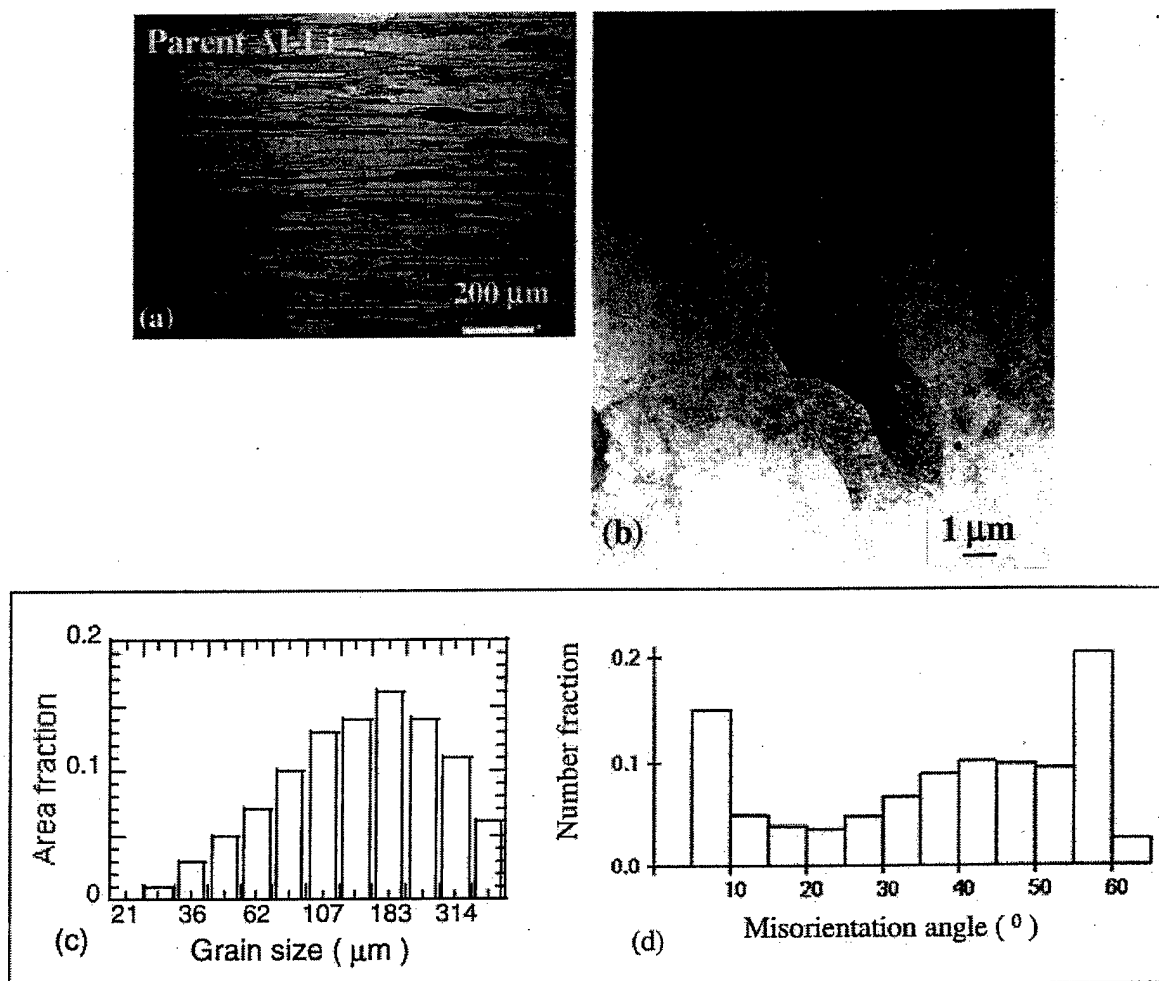 Parent Al-Li
200 μm
(a)
(b)
1 μm
0.2
0.1
0
Area fraction
21 36 62 107 183 314
Grain size ( μm )
(c)
0.2
0.1
0.0
Number fraction
10 20 30 40 50 60
Misorientation angle ( ⁰ )
(d)